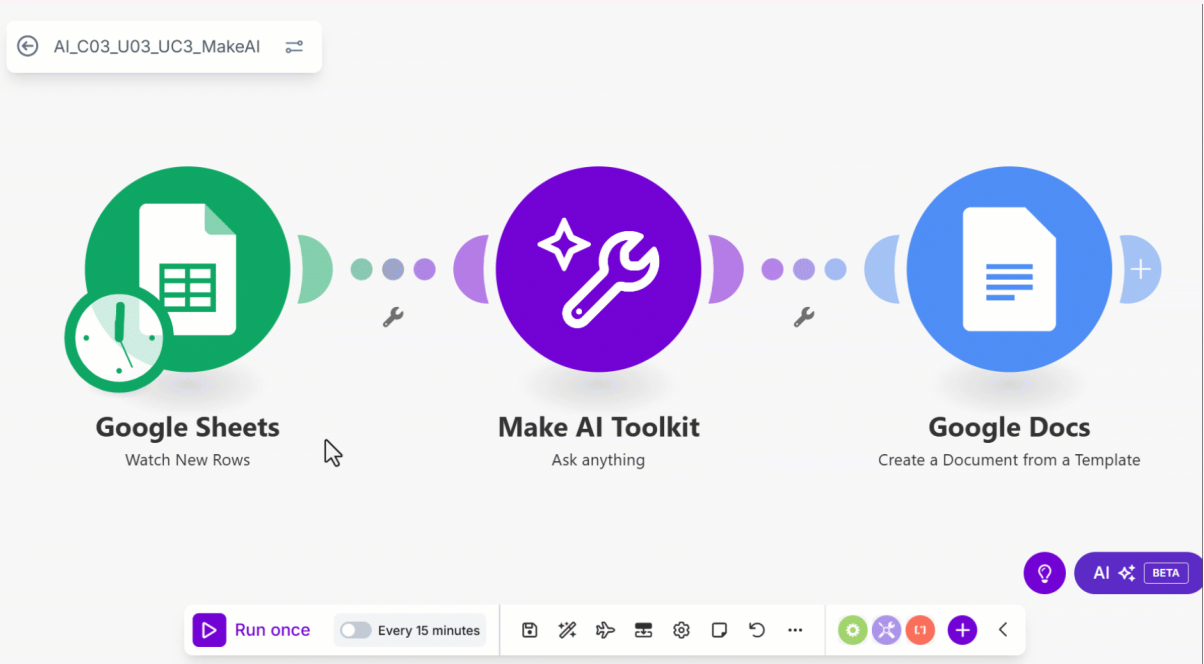 AI_C03_U03_UC3_MakeAI
Google Sheets
Watch New Rows
Make AI Toolkit
Ask anything
Google Docs
Create a Document from a Template
AI BETA
Run once
Every 15 minutes